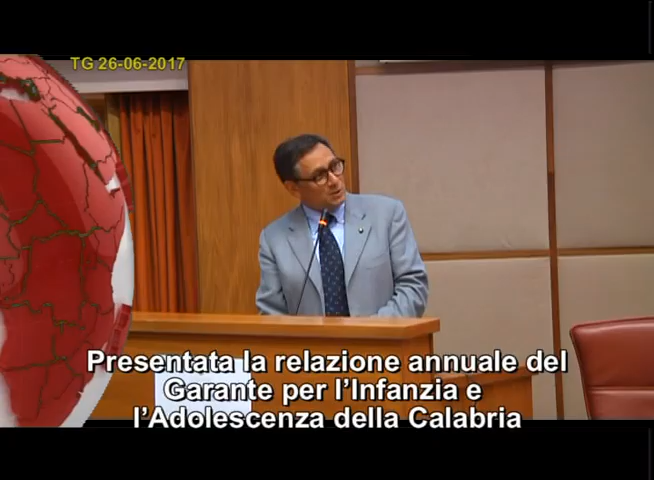 TG 26-06-2017
Presentata la relazione annuale del
Garante per l'Infanzia e
l'Adolescenza della Calabria